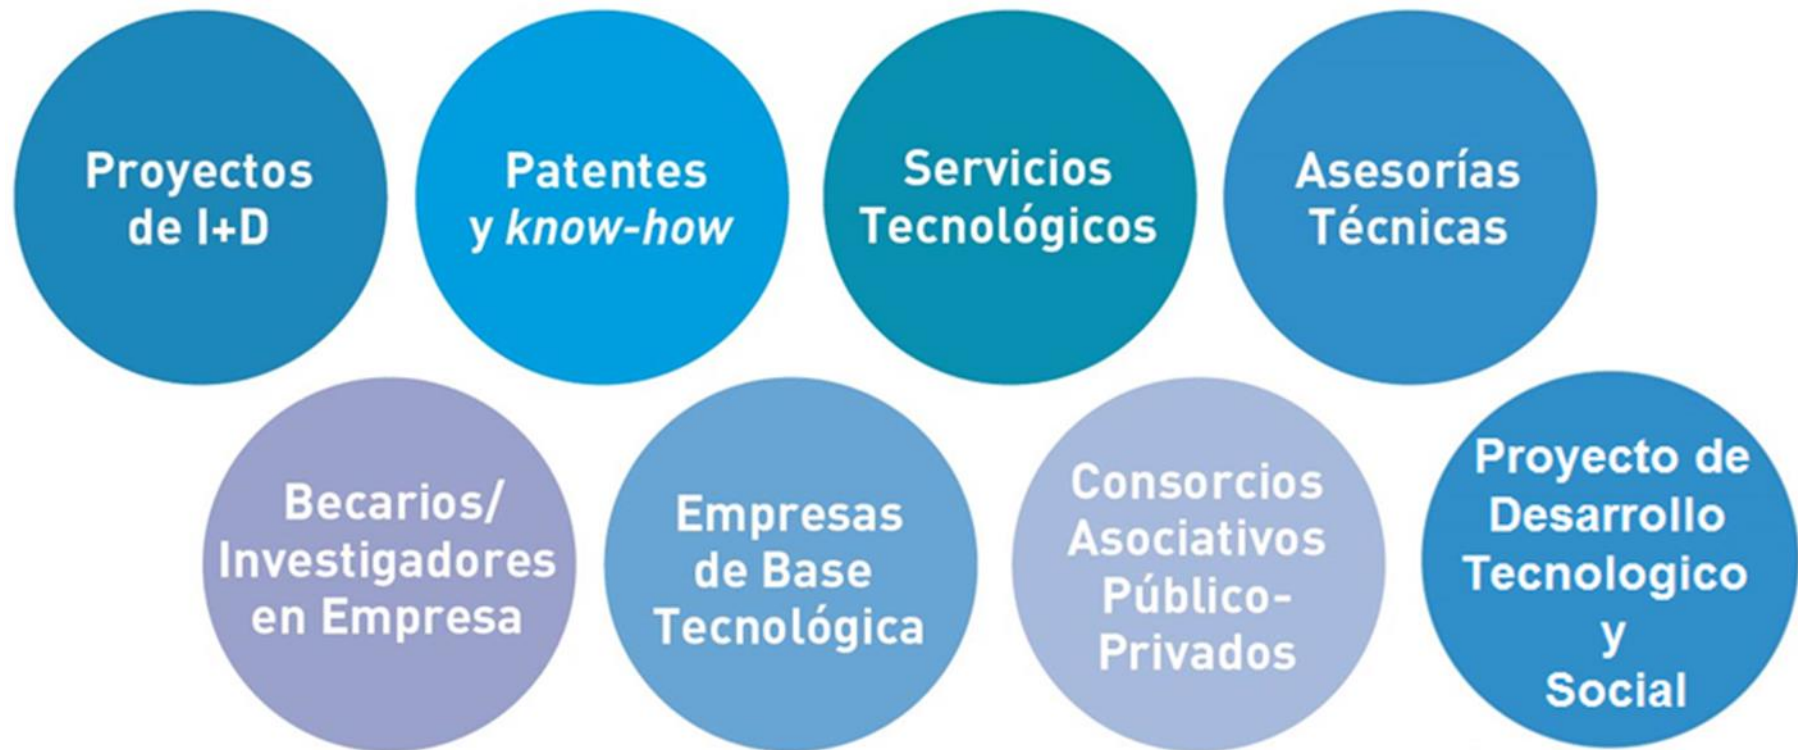 Proyectos
de I+D
Patentes
y know-how
Servicios
Tecnológicos
Asesorías
Técnicas
Becarios/
Investigadores
en Empresa
Empresas
de Base
Tecnológica
Consorcios
Asociativos
Público-
Privados
Proyecto de
Desarrollo
Tecnologico
y
Social